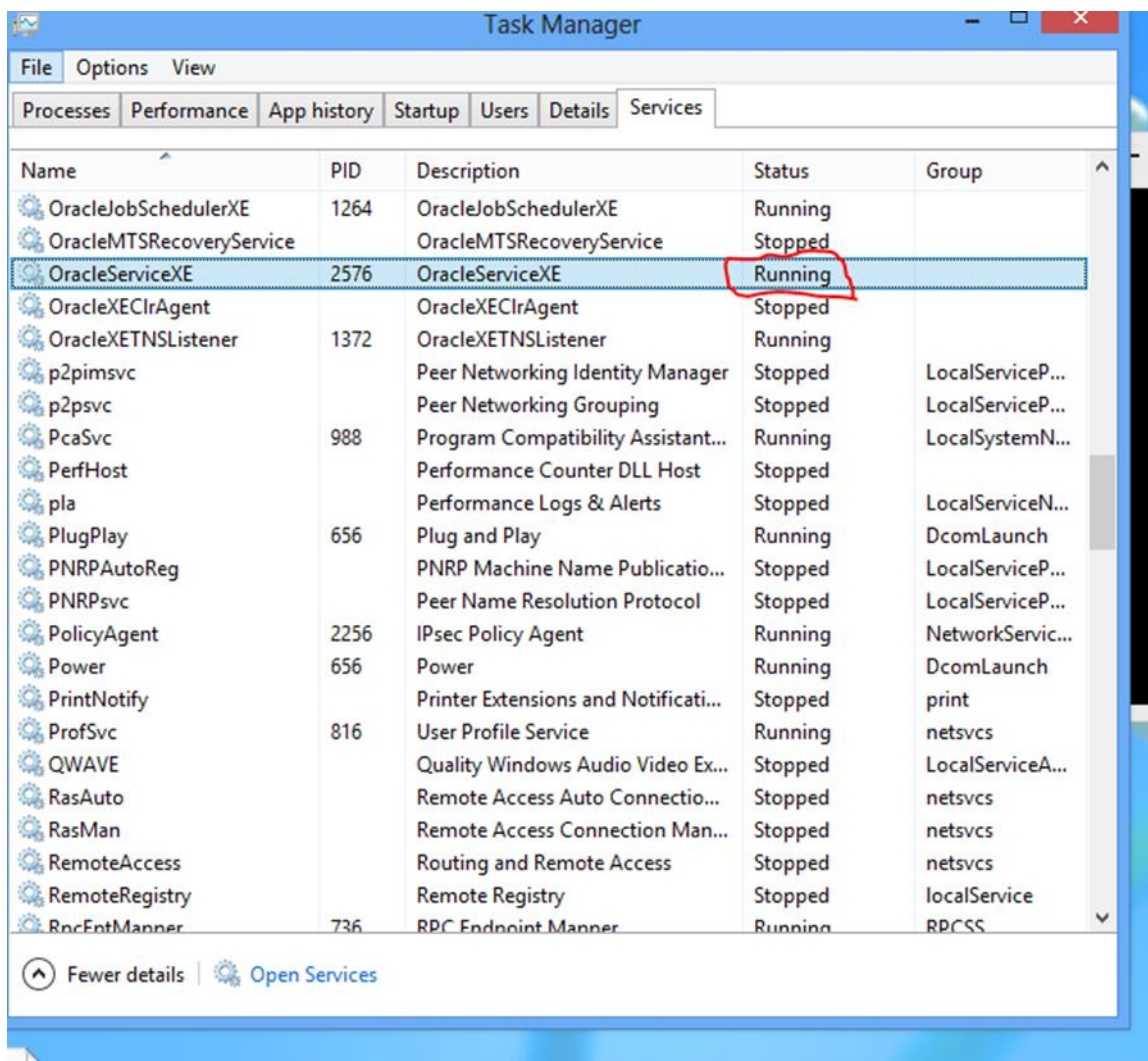 Task Manager
File Options View
Processes Performance App history Startup Users Details Services
Name PID Description Status Group
OracleJobSchedulerXE 1264 OracleJobSchedulerXE Running
OracleMTSRecoveryService OracleMTSRecoveryService Stopped
OracleServiceXE 2576 OracleServiceXE Running
OracleXEClrAgent OracleXEClrAgent Stopped
OracleXETNSListener 1372 OracleXETNSListener Running
p2pimsvc Peer Networking Identity Manager Stopped LocalServiceP...
p2psvc Peer Networking Grouping Stopped LocalServiceP...
PcaSvc 988 Program Compatibility Assistant... Running LocalSystemN...
PerfHost Performance Counter DLL Host Stopped
pla Performance Logs & Alerts Stopped LocalServiceN...
PlugPlay 656 Plug and Play Running DcomLaunch
PNRPAutoReg PNRP Machine Name Publicatio... Stopped LocalServiceP...
PNRPsvc Peer Name Resolution Protocol Stopped LocalServiceP...
PolicyAgent 2256 IPsec Policy Agent Running NetworkServic...
Power 656 Power Running DcomLaunch
PrintNotify Printer Extensions and Notificati... Stopped print
ProfSvc 816 User Profile Service Running netsvcs
QWAVE Quality Windows Audio Video Ex... Stopped LocalServiceA...
RasAuto Remote Access Auto Connectio... Stopped netsvcs
RasMan Remote Access Connection Man... Stopped netsvcs
RemoteAccess Routing and Remote Access Stopped netsvcs
RemoteRegistry Remote Registry Stopped localService
RpcEptMapper 736 RPC Endpoint Mapper Running RPCSS
Fewer details Open Services